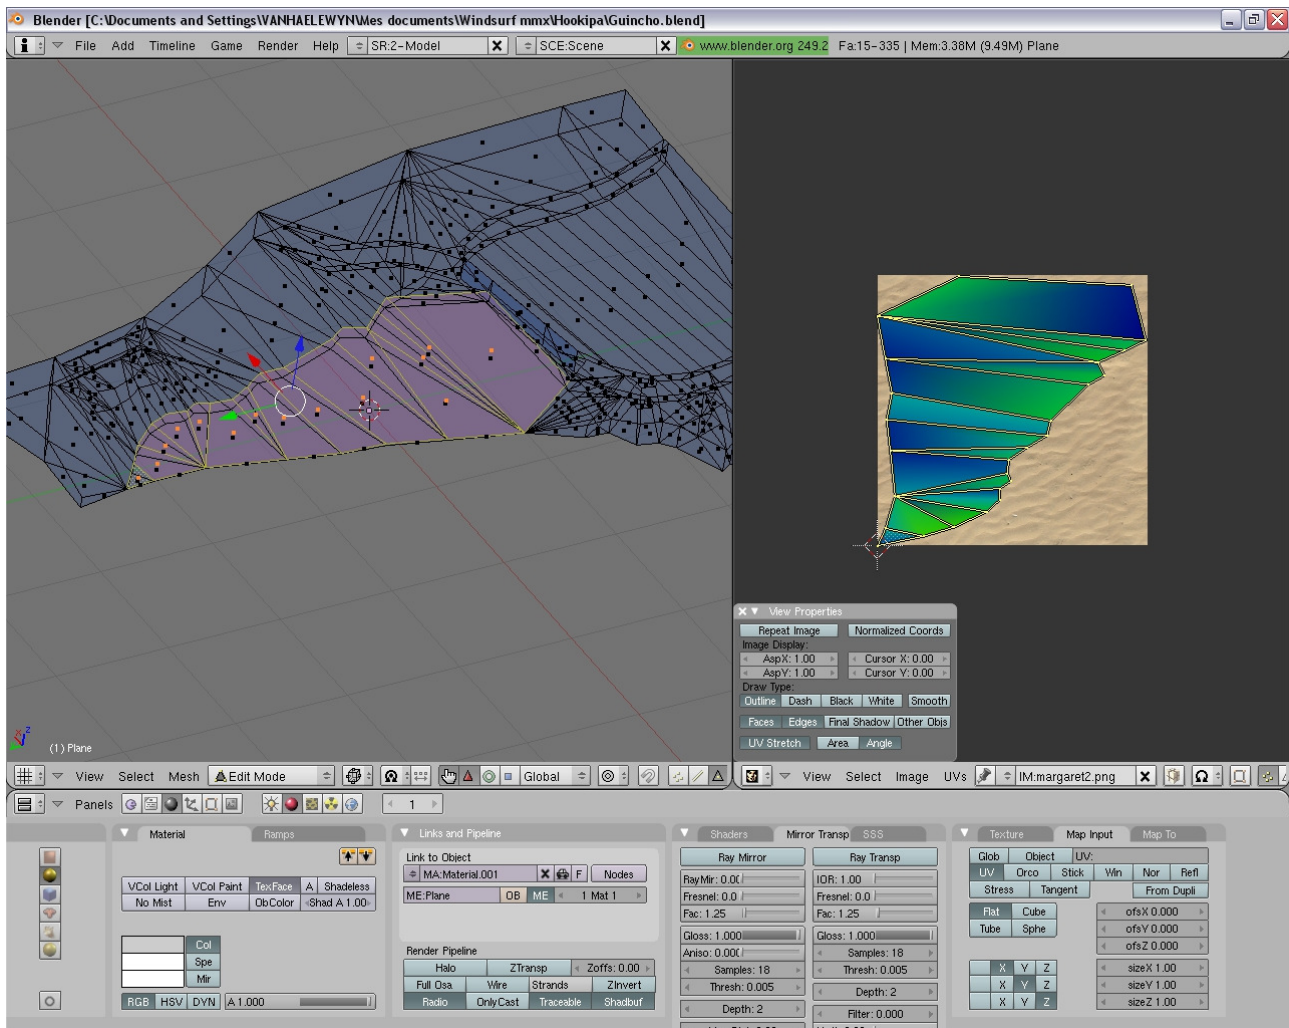 Blender [C:\Documents and Settings\VANHAELEWYN\Mes documents\Windsurf mmx\Hookipa\Guincho.blend]
File Add Timeline Game Render Help SR:2-Model X SCE:Scene X www.blender.org 249.2 Fa:15-335 | Mem:3.38M (9.49M) Plane
View Properties
Repeat Image Normalized Coords
Image Display:
AspX: 1.00 Cursor X: 0.00
AspY: 1.00 Cursor Y: 0.00
Draw Type:
Outline Dash Black White Smooth
Faces Edges Final Shadow Other Objs
UV Stretch Area Angle
x z
(1) Plane
View Select Mesh Edit Mode Global
View Select Image UVs IM:margaret2.png X
Panels 1
Material Ramps
VCol Light VCol Paint TexFace A Shadeless
No Mist Env ObColor Shad A 1.00
Col
Spe
Mir
RGB HSV DYN A 1.000
Links and Pipeline
Link to Object
MA:Material.001 X F Nodes
ME:Plane OB ME 1 Mat 1
Render Pipeline
Halo ZTransp Zoffs: 0.00
Full Osa Wire Strands ZInvert
Radio OnlyCast Traceable Shadbuf
Shaders Mirror Transp SSS
Ray Mirror Ray Transp
RayMir: 0.00 IOR: 1.00
Fresnel: 0.0 Fresnel: 0.0
Fac: 1.25 Fac: 1.25
Gloss: 1.000 Gloss: 1.000
Aniso: 0.000 Samples: 18
Samples: 18 Thresh: 0.005
Thresh: 0.005 Depth: 2
Depth: 2 Filter: 0.000
Texture Map Input Map To
Glob Object UV:
UV Orco Stick Win Nor Refl
Stress Tangent From Dupli
Flat Cube ofsX 0.000
Tube Sphe ofsY 0.000
ofsZ 0.000
X Y Z sizeX 1.00
X Y Z sizeY 1.00
X Y Z sizeZ 1.00